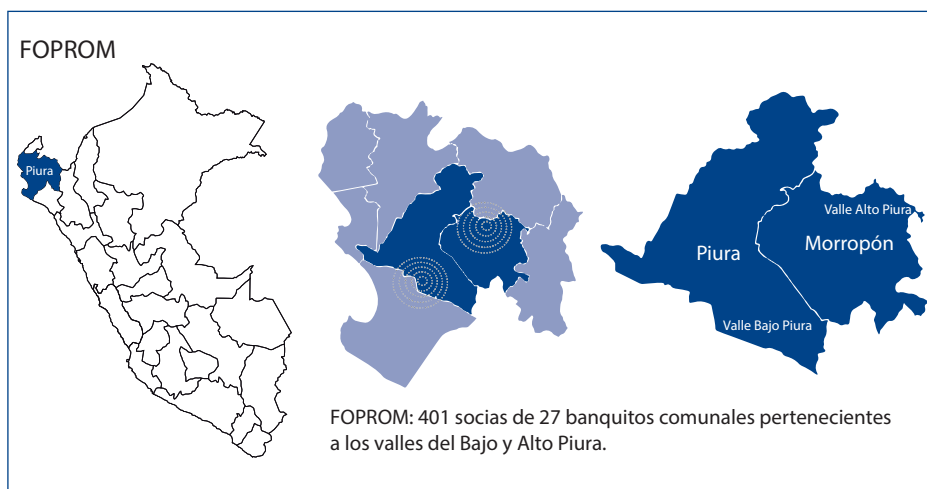 FOPROM
Piura
Valle Alto Piura
Morropón
Piura
Valle Bajo Piura
FOPROM: 401 socias de 27 banquitos comunales pertenecientes
a los valles del Bajo y Alto Piura.